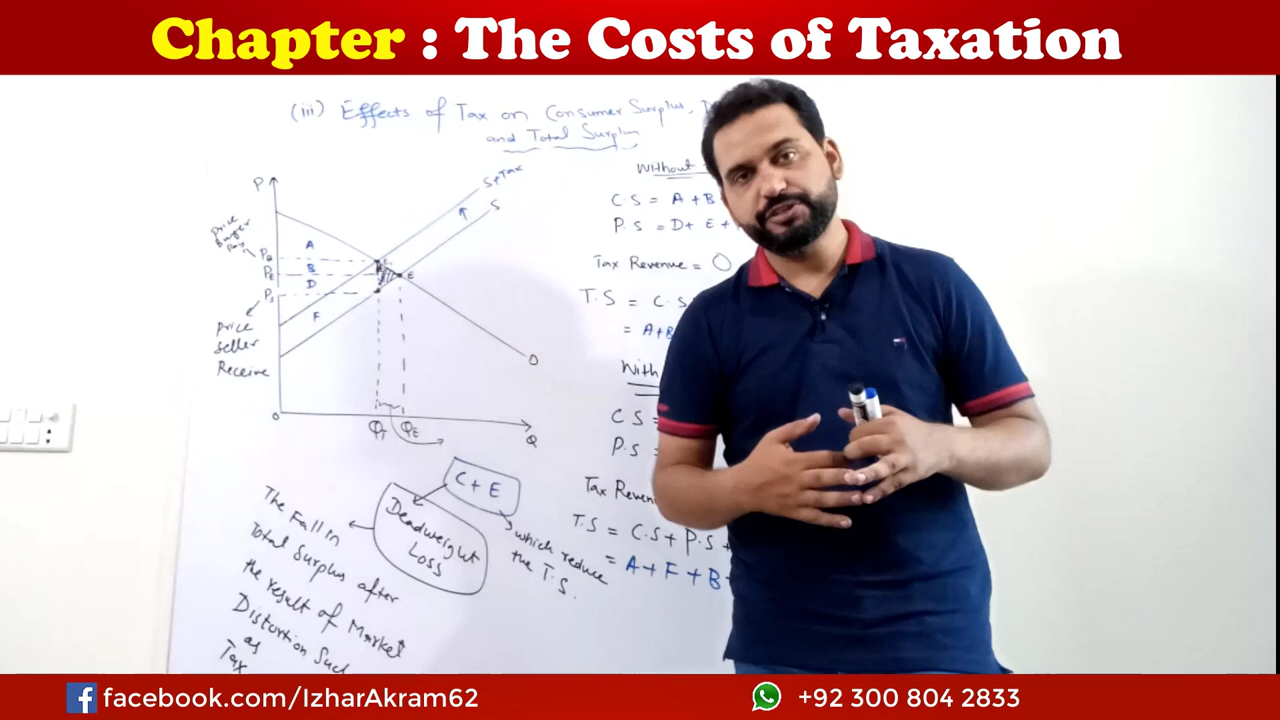 Chapter : The Costs of Taxation
(iii) Effects of Tax on Consumer Surplus,
and Total Surplus
P
S+Tax
S
Price
Buyer
Pay
A
B
D
F
PB
PE
PS
E
Price
Seller
Receive
D
O
QT QE
Q
Without
C.S = A + B
P.S = D + E +
Tax Revenue = 0
T.S = C.S
= A+B
With
CS =
P.S =
Tax Reven
T.S = C.S + P.S +
= A + F + B
C + E
which reduce
the T.S.
Deadweight
Loss
The Fall in
Total Surplus after
the result of Market
Distortion Such
as
Tax
facebook.com/IzharAkram62
+92 300 804 2833